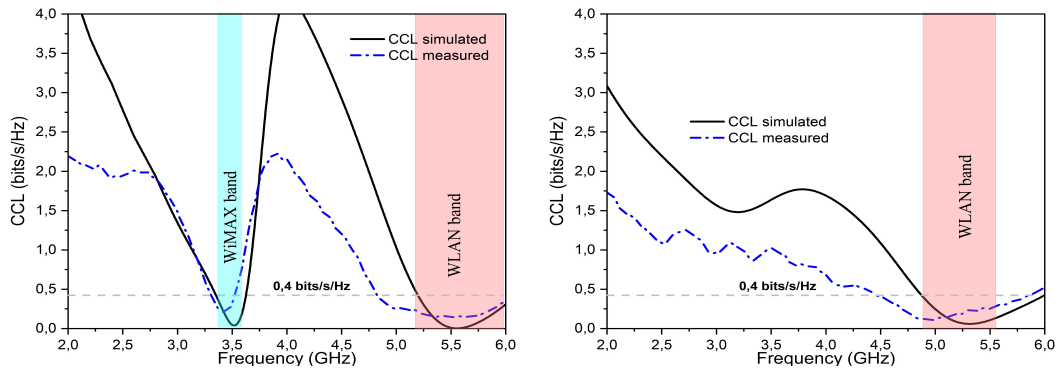 4,0
3,5
3,0
2,5
2,0
1,5
1,0
0,5
0,0
CCL (bits/s/Hz)
CCL simulated
CCL measured
WiMAX band
WLAN band
0,4 bits/s/Hz
2,0 2,5 3,0 3,5 4,0 4,5 5,0 5,5 6,0
Frequency (GHz)
4,0
3,5
3,0
2,5
2,0
1,5
1,0
0,5
0,0
CCL (bits/s/Hz)
CCL simulated
CCL measured
WLAN band
0,4 bits/s/Hz
2,0 2,5 3,0 3,5 4,0 4,5 5,0 5,5 6,0
Frequency (GHz)